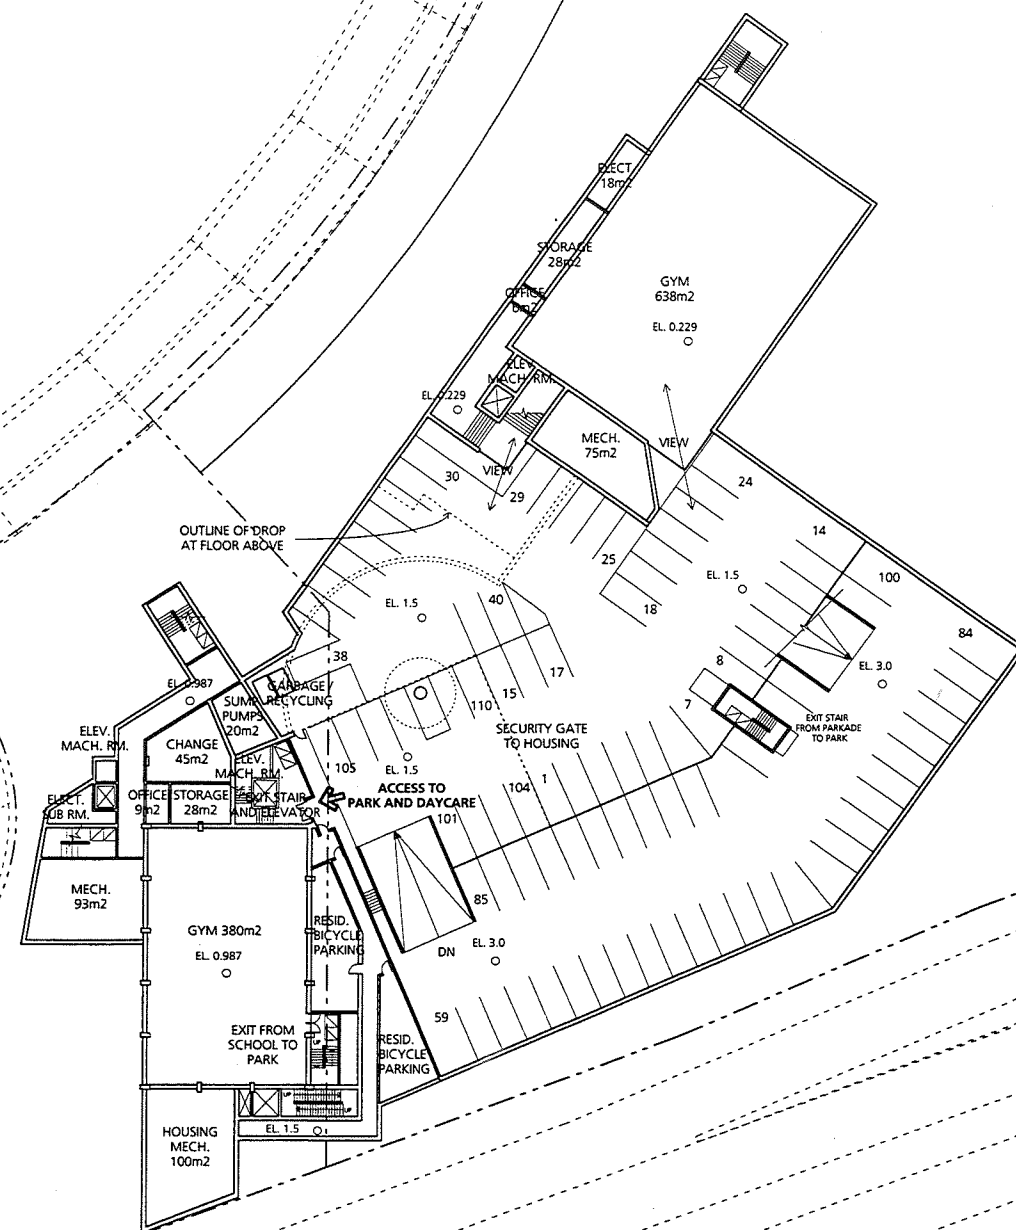 ELECT.
18m2
STORAGE
28m2
OFFICE
6m2
GYM
638m2
EL. 0.229
ELEV.
MACH. RM.
EL. 0.229
MECH.
75m2
VIEW
VIEW
30
29
24
14
100
84
OUTLINE OF DROP
AT FLOOR ABOVE
25
18
EL. 1.5
EL. 1.5
40
38
17
15
110
8
7
EL. 3.0
EXIT STAIR
FROM PARKADE
TO PARK
SECURITY GATE
TO HOUSING
1
104
EL. 0.987
GARBAGE/
RECYCLING
SUMP
PUMPS
20m2
ELEV.
MACH. RM.
CHANGE
45m2
ELEV.
MACH. RM.
105
EL. 1.5
ACCESS TO
PARK AND DAYCARE
101
ELECT.
SUB RM.
OFFICE
9m2
STORAGE
28m2
EXIT STAIR
AND ELEVATOR
MECH.
93m2
GYM 380m2
EL. 0.987
RESID.
BICYCLE
PARKING
85
DN
EL. 3.0
59
EXIT FROM
SCHOOL TO
PARK
UP
UP
RESID.
BICYCLE
PARKING
UP
UP
EL. 1.5
HOUSING
MECH.
100m2